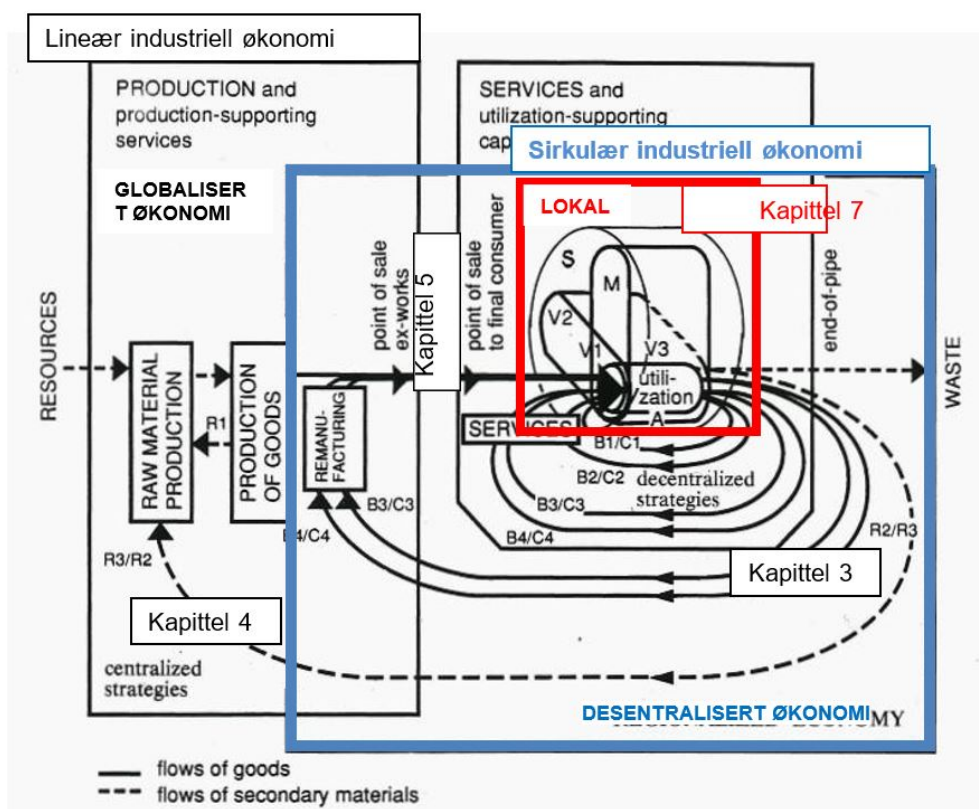 Lineær industriell økonomi
PRODUCTION and
production-supporting
services
SERVICES and
utilization-supporting
cap
Sirkulær industriell økonomi
GLOBALISER
T ØKONOMI
LOKAL
Kapittel 7
RESOURCES
point of sale
ex-works
Kapittel 5
point of sale
to final consumer
end-of-pipe
WASTE
S
M
V2
V1
V3
utili-
zation
A
RAW MATERIAL
PRODUCTION
R1
PRODUCTION
OF GOODS
REMANU-
FACTURING
SERVICES
B1/C1
B2/C2
decentralized
strategies
B3/C3
B3/C3
B4/C4
B4/C4
R2/R3
R3/R2
Kapittel 3
Kapittel 4
centralized
strategies
DESENTRALISERT ØKONOMI
OMY
flows of goods
flows of secondary materials